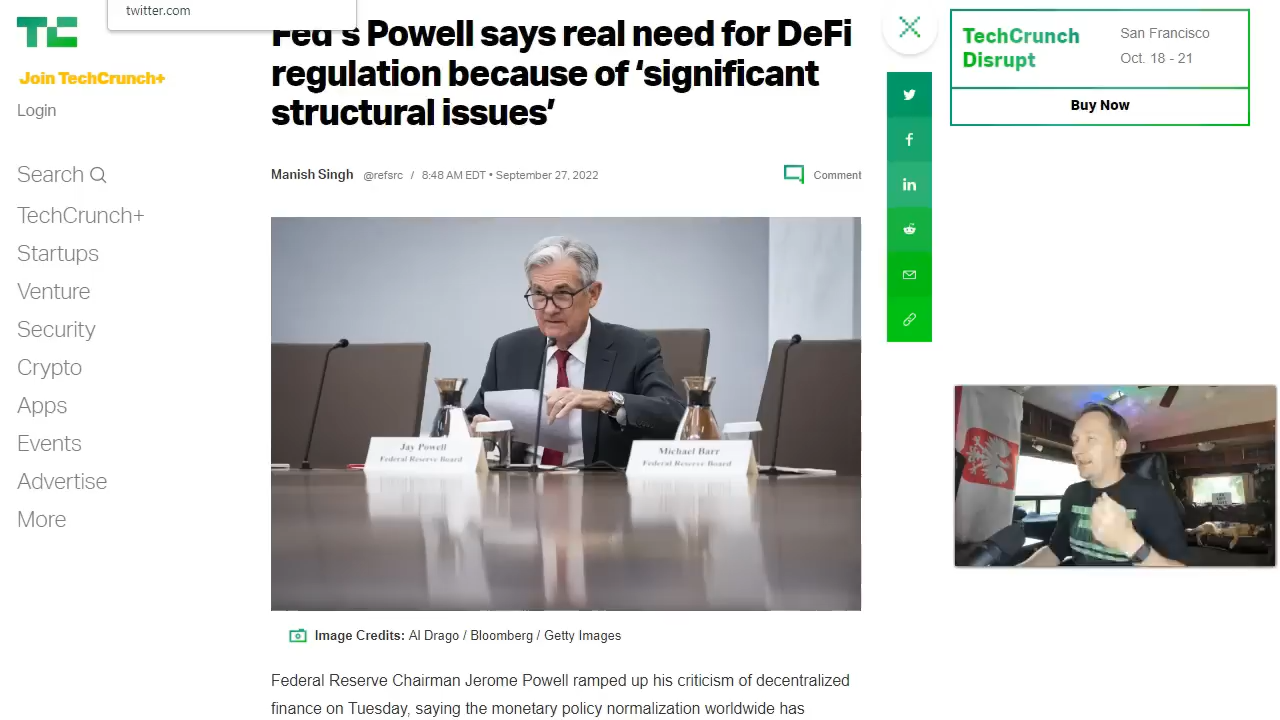 twitter.com
TC
Join TechCrunch+
Login
Search
TechCrunch+
Startups
Venture
Security
Crypto
Apps
Events
Advertise
More
Fed's Powell says real need for DeFi
regulation because of ‘significant
structural issues’
Manish Singh @refsrc / 8:48 AM EDT • September 27, 2022
Comment
Jay Powell
Federal Reserve Board
Michael Barr
Federal Reserve Board
Image Credits: Al Drago / Bloomberg / Getty Images
Federal Reserve Chairman Jerome Powell ramped up his criticism of decentralized
finance on Tuesday, saying the monetary policy normalization worldwide has
f
in
TechCrunch
Disrupt
San Francisco
Oct. 18 - 21
Buy Now